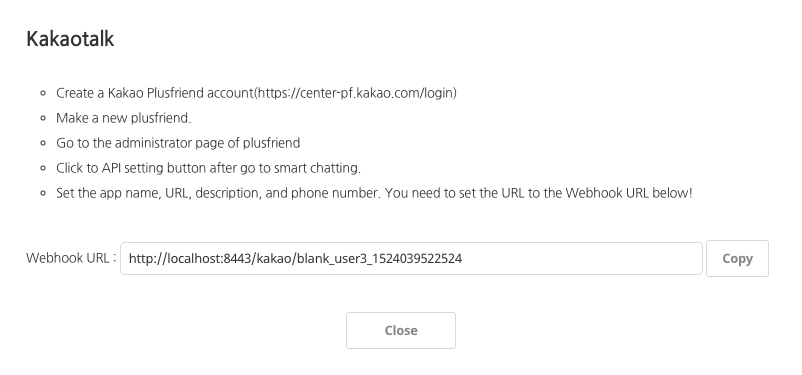 Kakaotalk
Create a Kakao Plusfriend account(https://center-pf.kakao.com/login)
Make a new plusfriend.
Go to the administrator page of plusfriend
Click to API setting button after go to smart chatting.
Set the app name, URL, description, and phone number. You need to set the URL to the Webhook URL below!
Webhook URL : http://localhost:8443/kakao/blank_user3_1524039522524 Copy
Close